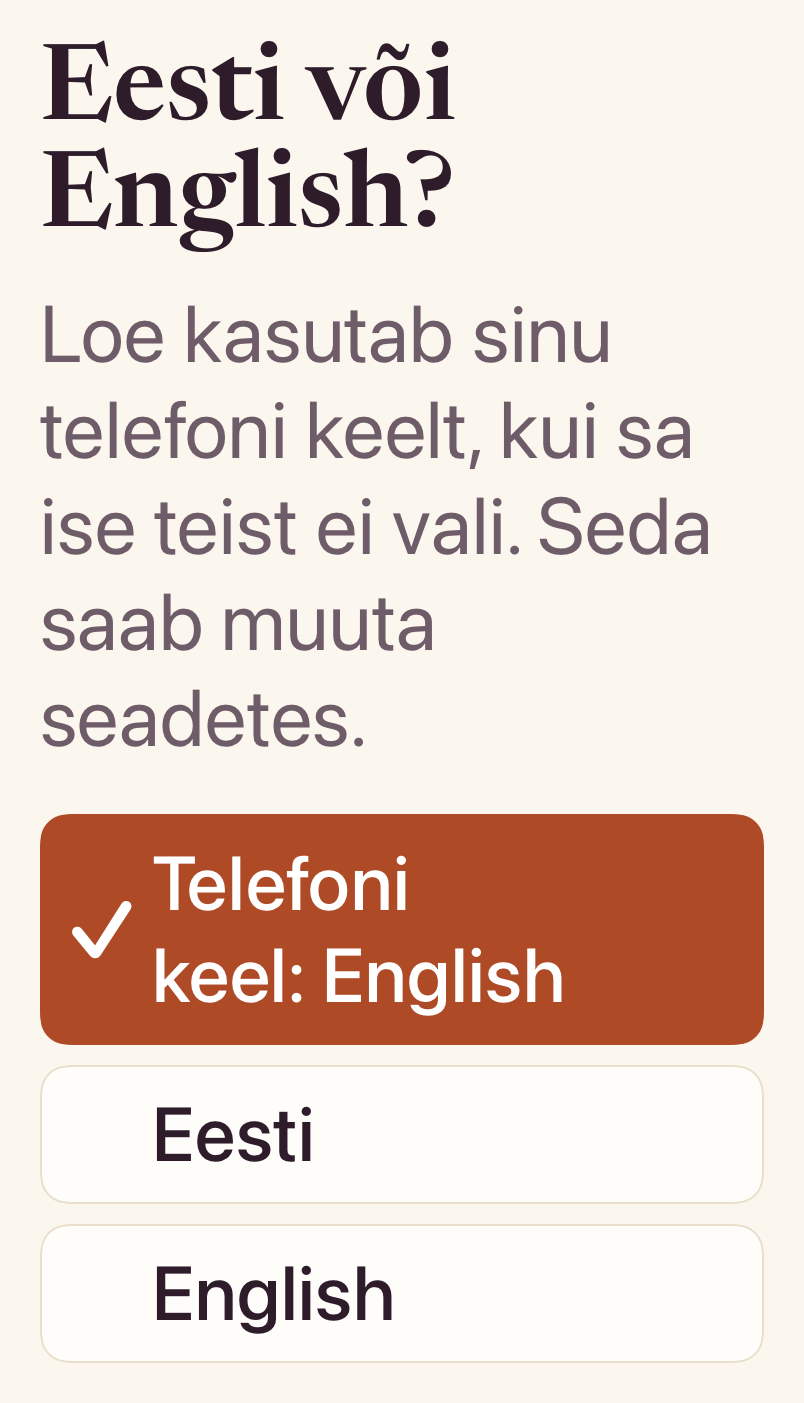 Eesti või
English?
Loe kasutab sinu
telefoni keelt, kui sa
ise teist ei vali. Seda
saab muuta
seadetes.
Telefoni
keel: English
Eesti
English